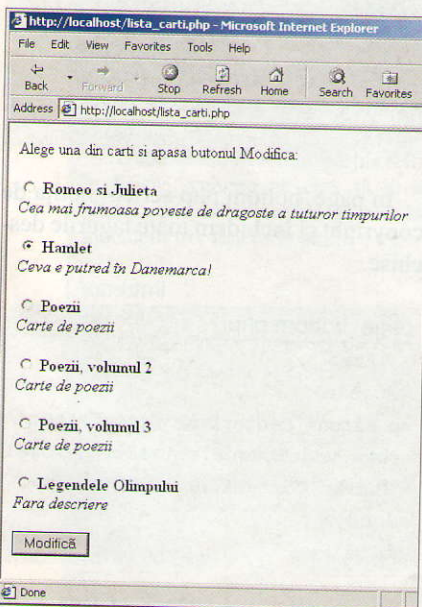 http://localhost/lista_carti.php - Microsoft Internet Explorer
File Edit View Favorites Tools Help
Back Forward Stop Refresh Home Search Favorites
Address http://localhost/lista_carti.php
Alege una din carti si apasa butonul Modifica:
Romeo si Julieta
Cea mai frumoasa poveste de dragoste a tuturor timpurilor
Hamlet
Ceva e putred în Danemarca!
Poezii
Carte de poezii
Poezii, volumul 2
Carte de poezii
Poezii, volumul 3
Carte de poezii
Legendele Olimpului
Fara descriere
Modifică
Done